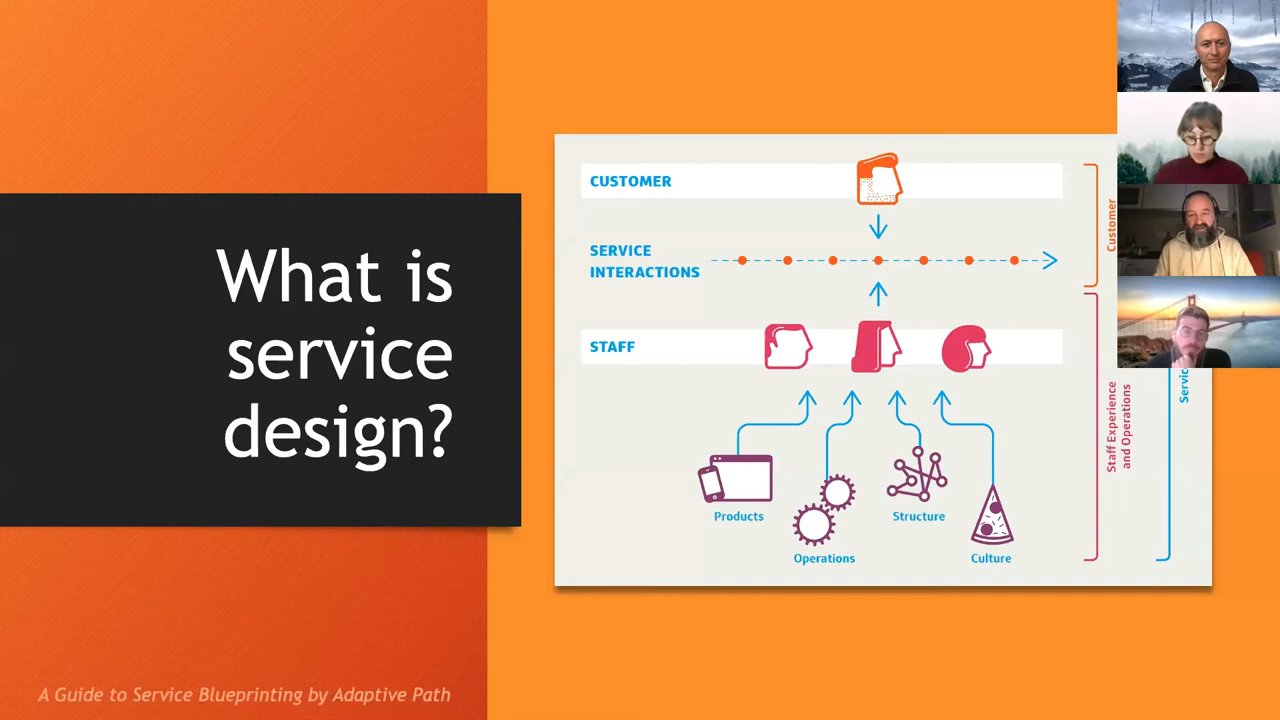 What is
service
design?
A Guide to Service Blueprinting by Adaptive Path
CUSTOMER
SERVICE
INTERACTIONS
STAFF
Products
Operations
Structure
Culture
Customer
Staff Experience
and Operations